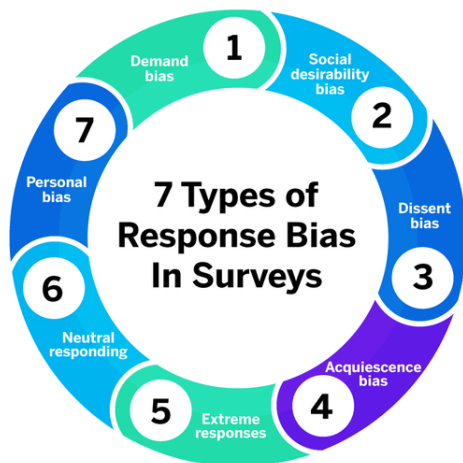 7 Types of
Response Bias
In Surveys
1
Demand
bias
2
Social
desirability
bias
3
Dissent
bias
4
Acquiescence
bias
5
Extreme
responses
6
Neutral
responding
7
Personal
bias